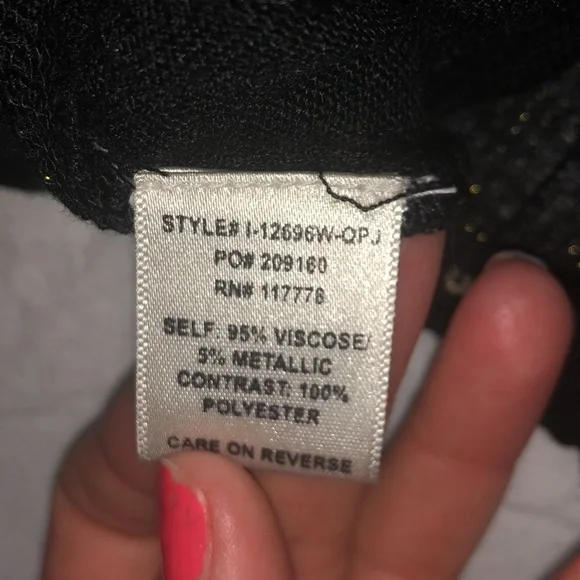 STYLE# I-12696W-QPJ
PO# 209160
RN# 117778
SELF: 95% VISCOSE/
5% METALLIC
CONTRAST: 100%
POLYESTER
CARE ON REVERSE